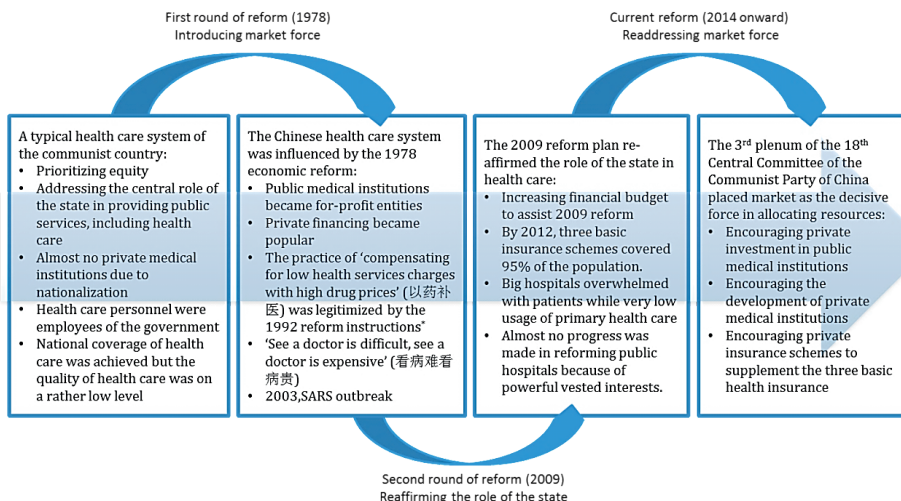 First round of reform (1978)
Introducing market force
Current reform (2014 onward)
Readdressing market force
A typical health care system of
the communist country:
• Prioritizing equity
• Addressing the central role of
the state in providing public
services, including health
care
• Almost no private medical
institutions due to
nationalization
• Health care personnel were
employees of the government
• National coverage of health
care was achieved but the
quality of health care was on
a rather low level
The Chinese health care system
was influenced by the 1978
economic reform:
• Public medical institutions
became for-profit entities
• Private financing became
popular
• The practice of ‘compensating
for low health services charges
with high drug prices’ (以药补
医) was legitimized by the
1992 reform instructions*
• ‘See a doctor is difficult, see a
doctor is expensive’ (看病难看
病贵)
• 2003,SARS outbreak
The 2009 reform plan re-
affirmed the role of the state in
health care:
• Increasing financial budget
to assist 2009 reform
• By 2012, three basic
insurance schemes covered
95% of the population.
• Big hospitals overwhelmed
with patients while very low
usage of primary health care
• Almost no progress was
made in reforming public
hospitals because of
powerful vested interests.
The 3rd plenum of the 18th
Central Committee of the
Communist Party of China
placed market as the decisive
force in allocating resources:
• Encouraging private
investment in public
medical institutions
• Encouraging the
development of private
medical institutions
• Encouraging private
insurance schemes to
supplement the three basic
health insurance
Second round of reform (2009)
Reaffirming the role of the state